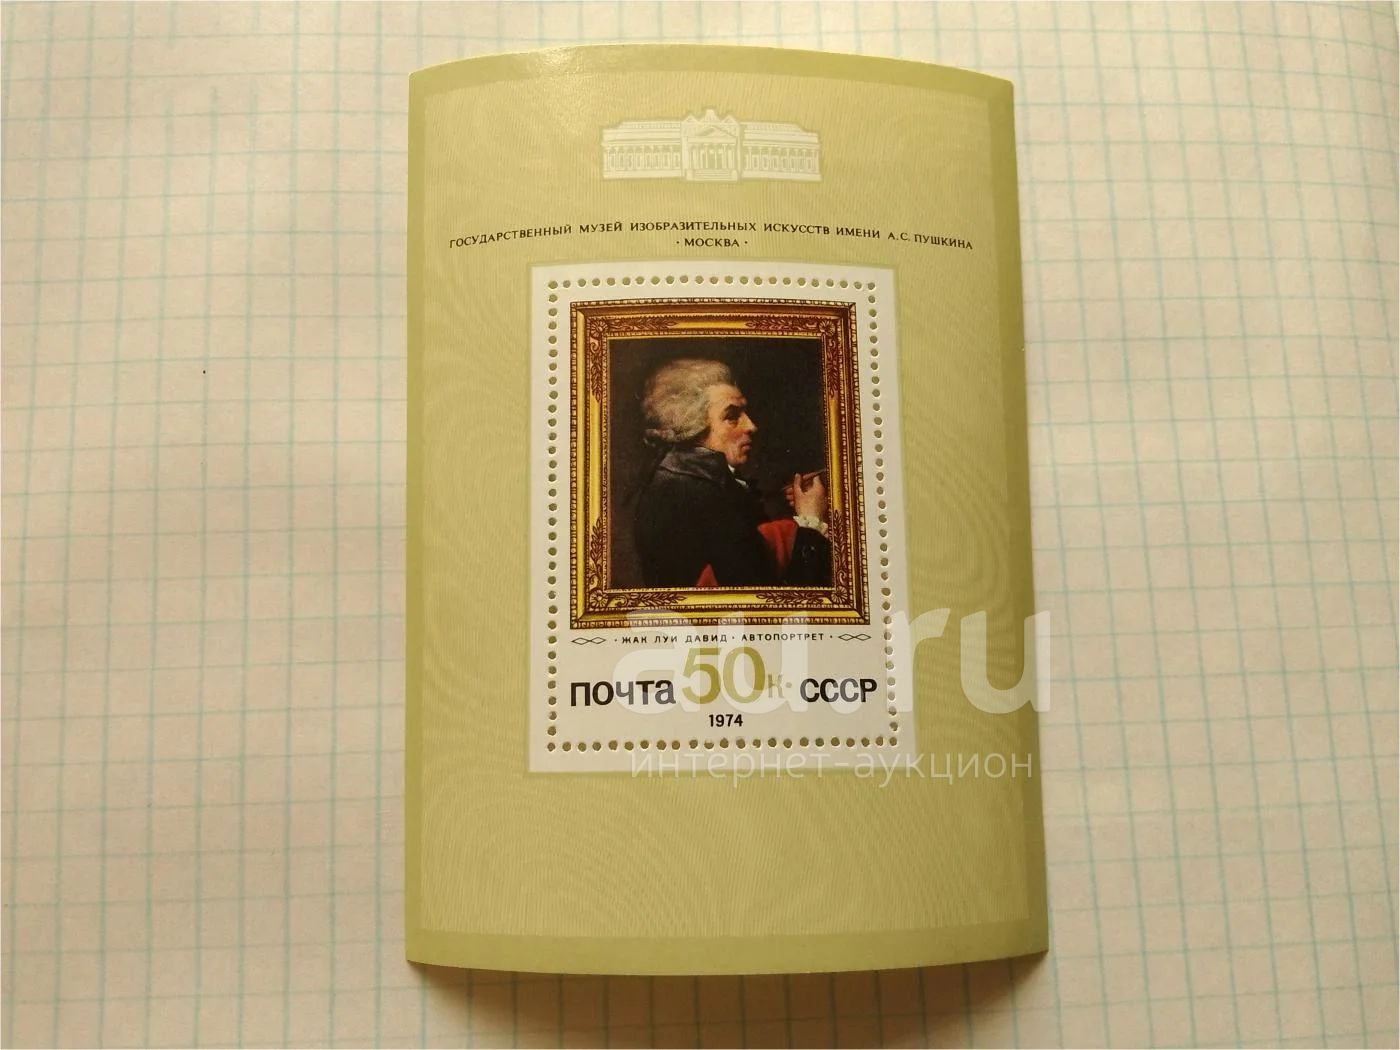 ГОСУДАРСТВЕННЫЙ МУЗЕЙ ИЗОБРАЗИТЕЛЬНЫХ ИСКУССТВ ИМЕНИ А.С. ПУШКИНА
· МОСКВА ·
· ЖАК ЛУИ ДАВИД · АВТОПОРТРЕТ ·
ПОЧТА 50 К · СССР
1974
au.ru
интернет-аукцион